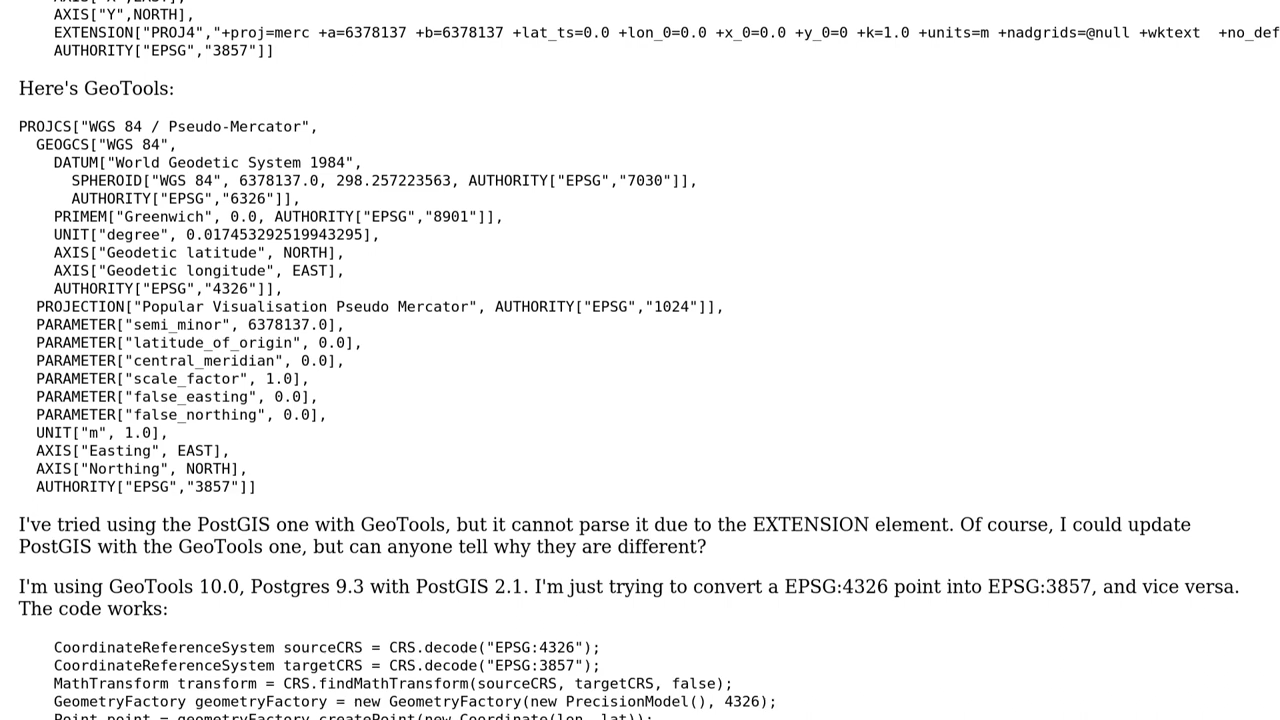 AXIS["Y",NORTH],
EXTENSION["PROJ4","+proj=merc +a=6378137 +b=6378137 +lat_ts=0.0 +lon_0=0.0 +x_0=0.0 +y_0=0 +k=1.0 +units=m +nadgrids=@null +wktext  +no_def
AUTHORITY["EPSG","3857"]]
Here's GeoTools:
PROJCS["WGS 84 / Pseudo-Mercator",
GEOGCS["WGS 84",
DATUM["World Geodetic System 1984",
SPHEROID["WGS 84", 6378137.0, 298.257223563, AUTHORITY["EPSG","7030"]],
AUTHORITY["EPSG","6326"]],
PRIMEM["Greenwich", 0.0, AUTHORITY["EPSG","8901"]],
UNIT["degree", 0.017453292519943295],
AXIS["Geodetic latitude", NORTH],
AXIS["Geodetic longitude", EAST],
AUTHORITY["EPSG","4326"]],
PROJECTION["Popular Visualisation Pseudo Mercator", AUTHORITY["EPSG","1024"]],
PARAMETER["semi_minor", 6378137.0],
PARAMETER["latitude_of_origin", 0.0],
PARAMETER["central_meridian", 0.0],
PARAMETER["scale_factor", 1.0],
PARAMETER["false_easting", 0.0],
PARAMETER["false_northing", 0.0],
UNIT["m", 1.0],
AXIS["Easting", EAST],
AXIS["Northing", NORTH],
AUTHORITY["EPSG","3857"]]
I've tried using the PostGIS one with GeoTools, but it cannot parse it due to the EXTENSION element. Of course, I could update
PostGIS with the GeoTools one, but can anyone tell why they are different?
I'm using GeoTools 10.0, Postgres 9.3 with PostGIS 2.1. I'm just trying to convert a EPSG:4326 point into EPSG:3857, and vice versa.
The code works:
CoordinateReferenceSystem sourceCRS = CRS.decode("EPSG:4326");
CoordinateReferenceSystem targetCRS = CRS.decode("EPSG:3857");
MathTransform transform = CRS.findMathTransform(sourceCRS, targetCRS, false);
GeometryFactory geometryFactory = new GeometryFactory(new PrecisionModel(), 4326);
Point point = geometryFactory.createPoint(new Coordinate(lon, lat));